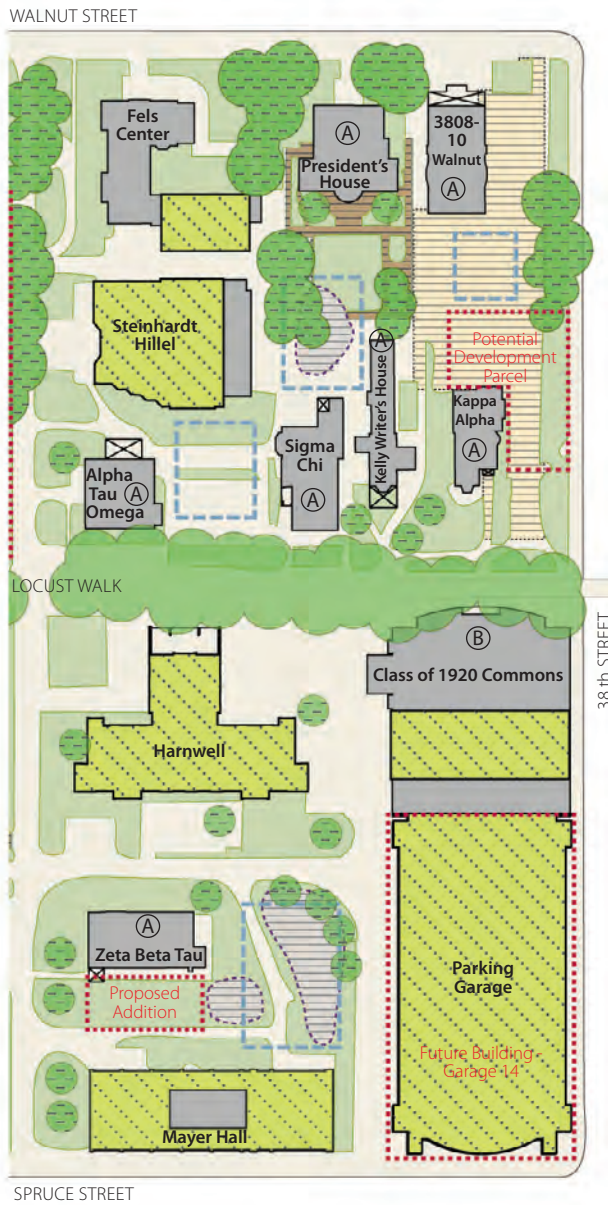 WALNUT STREET
Fels
Center
A
President's
House
3808-
10
Walnut
A
Steinhardt
Hillel
A
Kelly Writer's House
Potential
Development
Parcel
Kappa
Alpha
A
Sigma
Chi
A
Alpha
Tau A
Omega
LOCUST WALK
38th STREET
B
Class of 1920 Commons
Harnwell
A
Zeta Beta Tau
Proposed
Addition
Parking
Garage
Future Building -
Garage 14
Mayer Hall
SPRUCE STREET